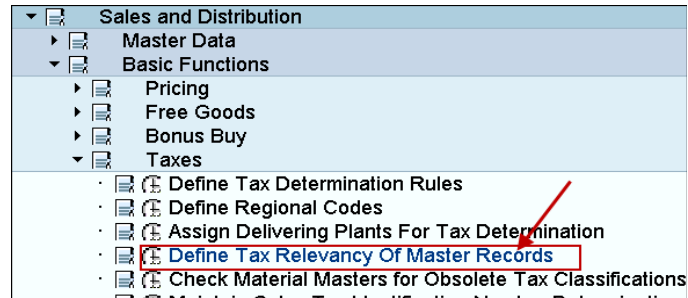 Sales and Distribution
Master Data
Basic Functions
Pricing
Free Goods
Bonus Buy
Taxes
Define Tax Determination Rules
Define Regional Codes
Assign Delivering Plants For Tax Determination
Define Tax Relevancy Of Master Records
Check Material Masters for Obsolete Tax Classifications